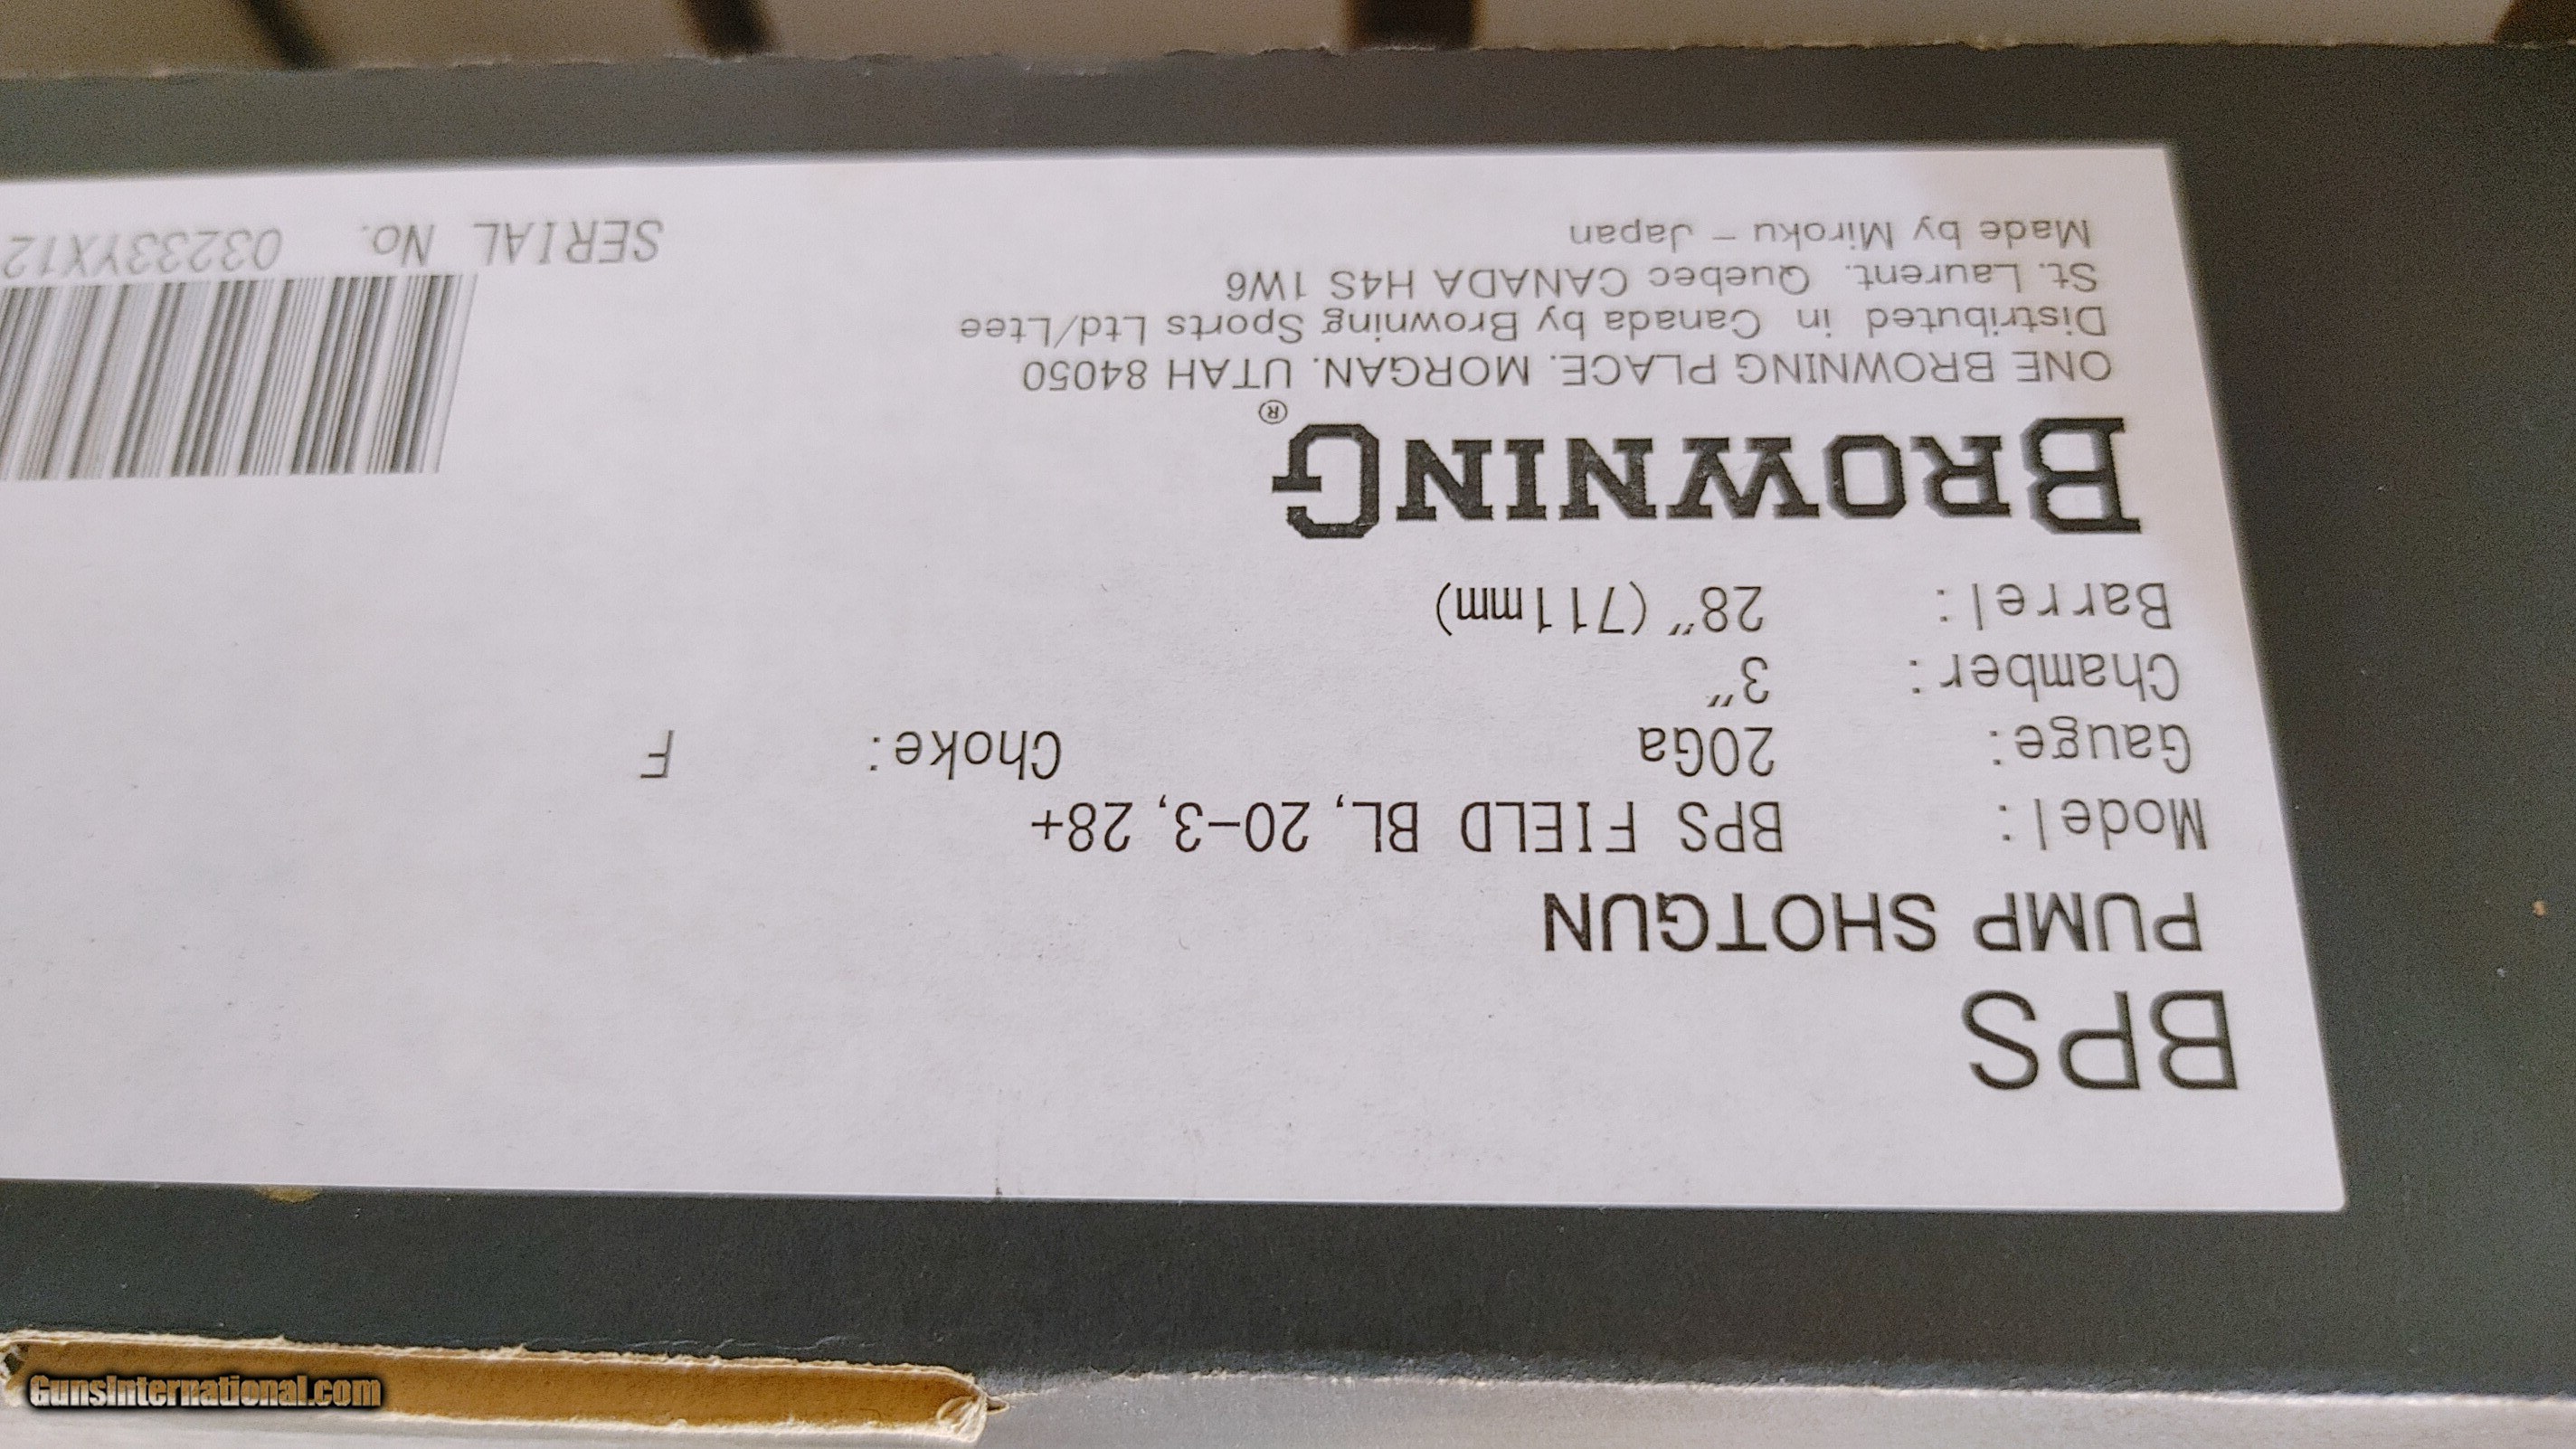 BPS
PUMP SHOTGUN
Model: BPS FIELD BL, 20-3, 28+
Gauge: 20Ga Choke: F
Chamber: 3"
Barrel: 28" (711mm)
BROWNING®
ONE BROWNING PLACE. MORGAN. UTAH 84050
Distributed in Canada by Browning Sports Ltd/Ltee
St. Laurent. Quebec CANADA H4S 1W6
Made by Miroku - Japan
SERIAL No. 03233YX12
GunsInternational.com